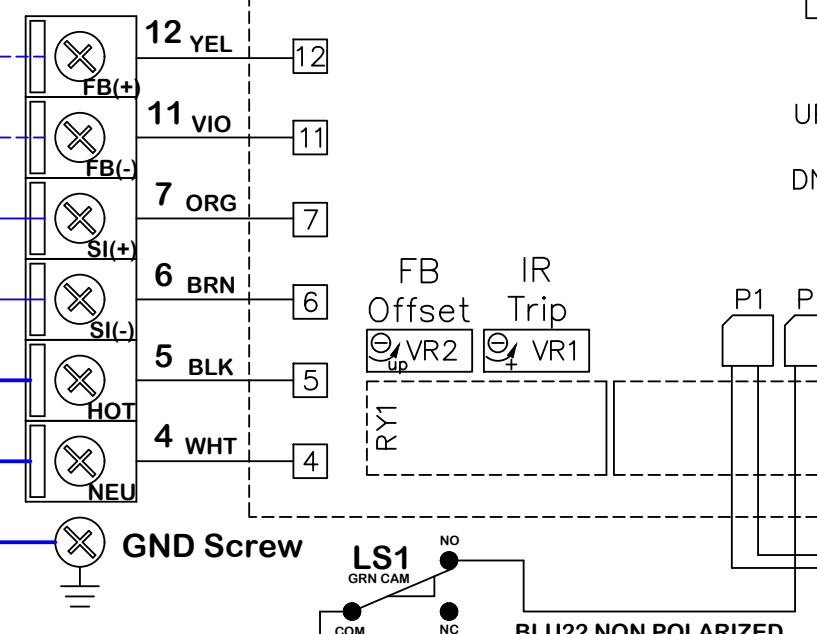 12 YEL 12
FB(+)
11 VIO 11
FB(-)
7 ORG 7
SI(+)
6 BRN 6
SI(-)
5 BLK 5
HOT
4 WHT 4
NEU
GND Screw
FB
Offset
VR2
up
IR
Trip
VR1
+
RY1
P1
P
DN
LS1
GRN CAM
NO
COM
NC
BLU22 NON POLARIZED